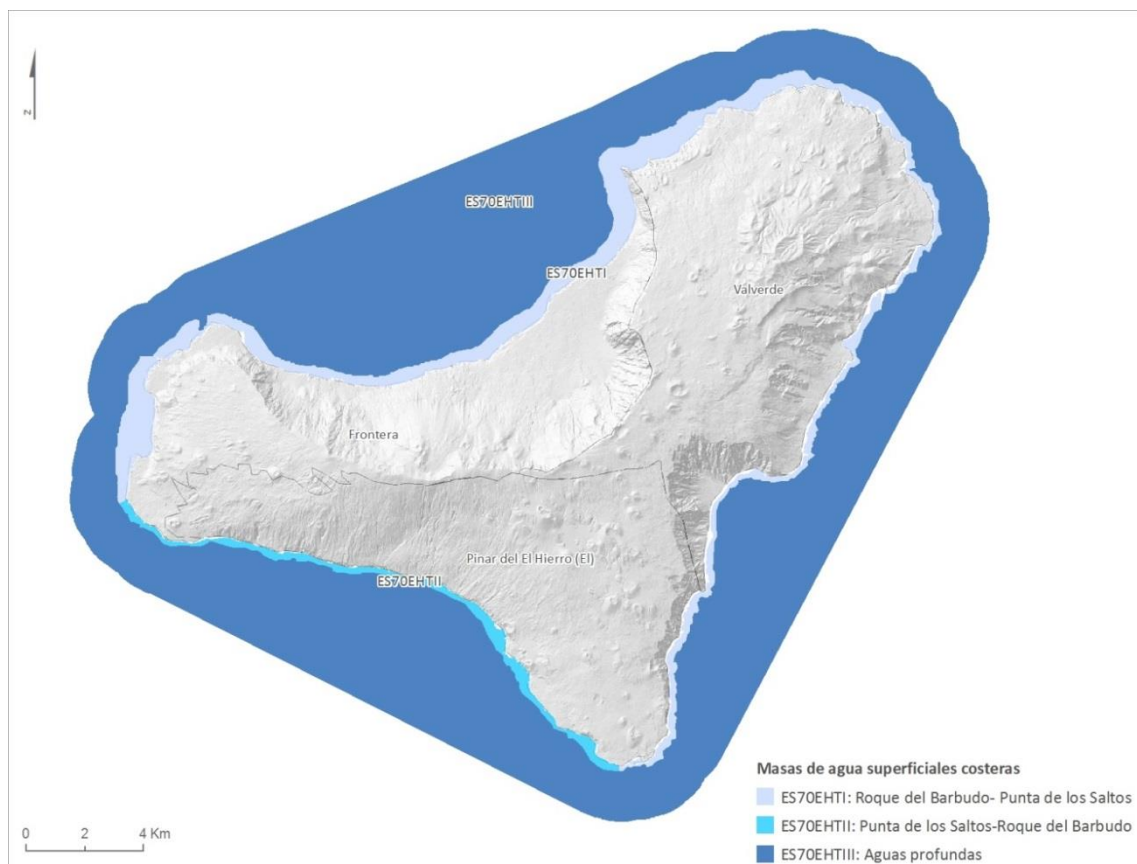 N
ES70EHTIII
ES70EHTI
Valverde
Frontera
Pinar del El Hierro (El)
ES70EHTII
Masas de agua superficiales costeras
ES70EHTI: Roque del Barbudo- Punta de los Saltos
ES70EHTII: Punta de los Saltos-Roque del Barbudo
ES70EHTIII: Aguas profundas
0 2 4 Km